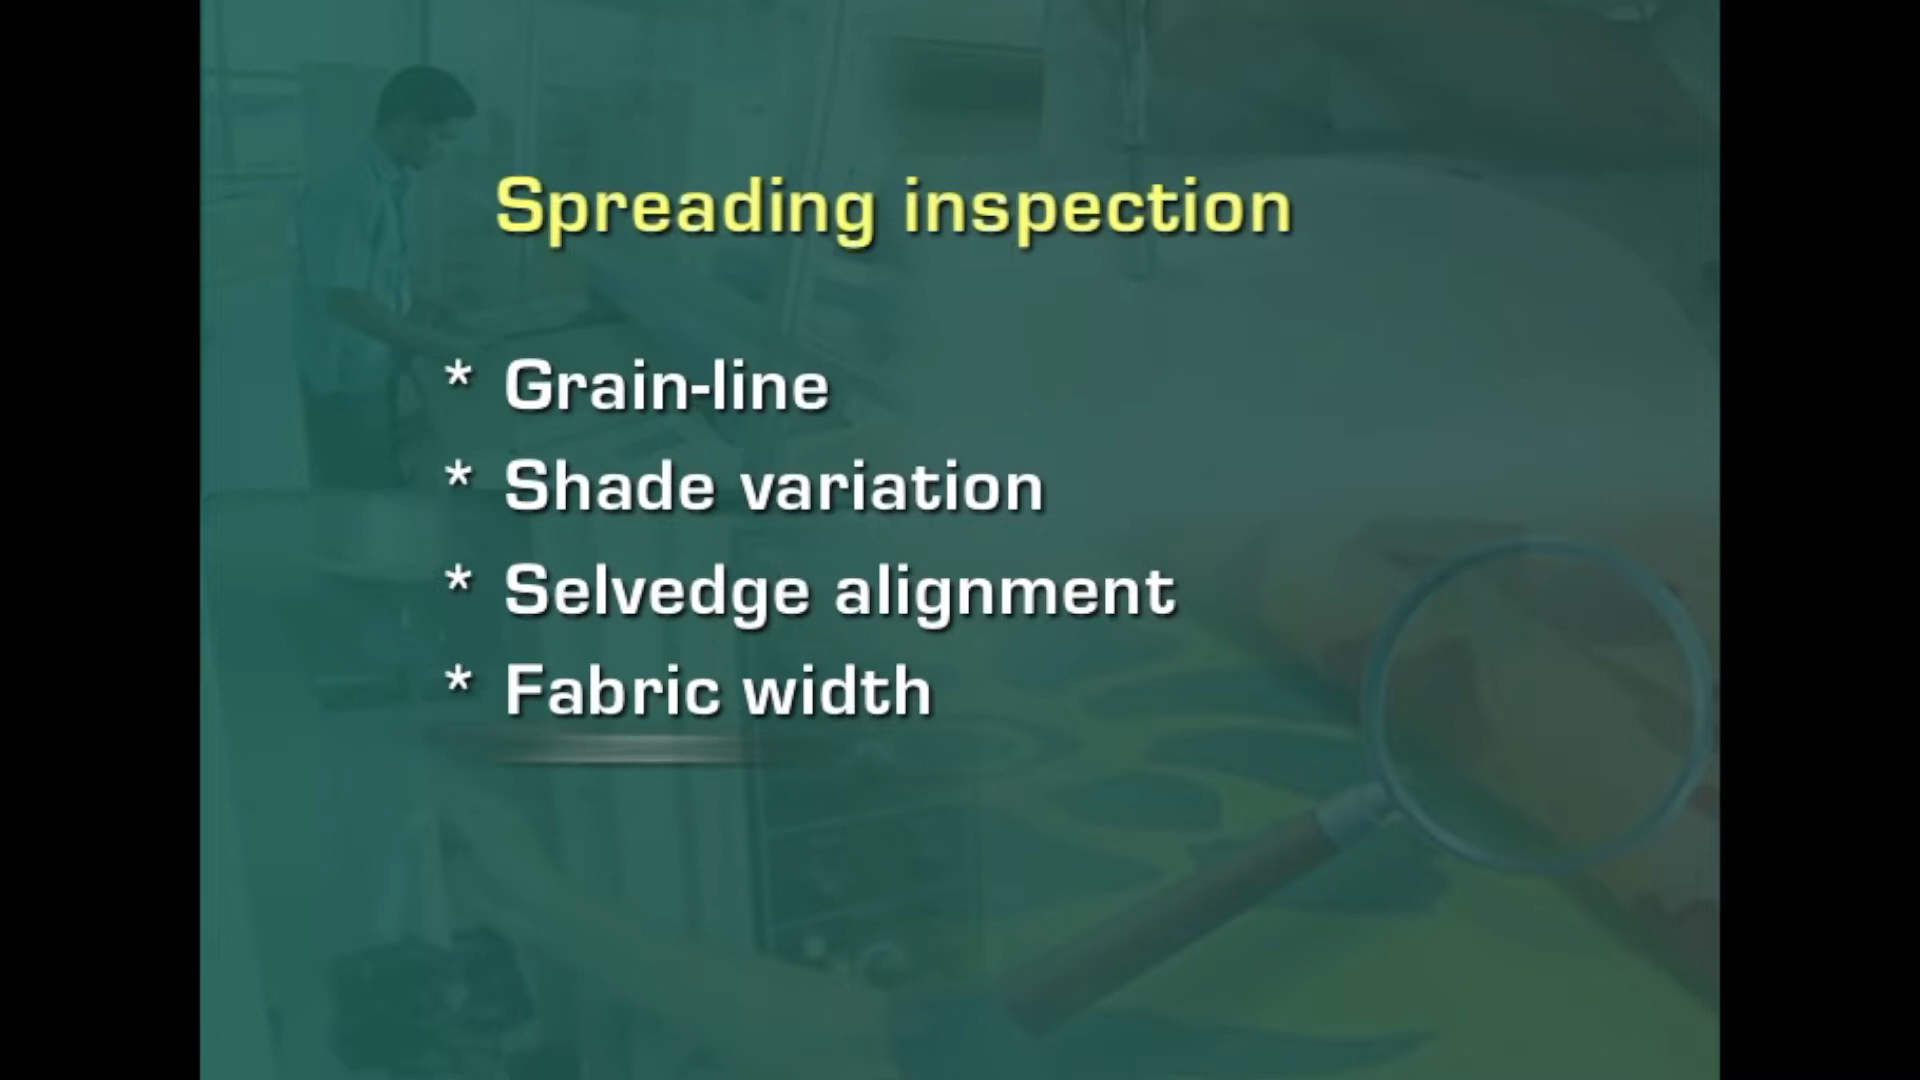 Spreading inspection
* Grain-line
* Shade variation
* Selvedge alignment
* Fabric width